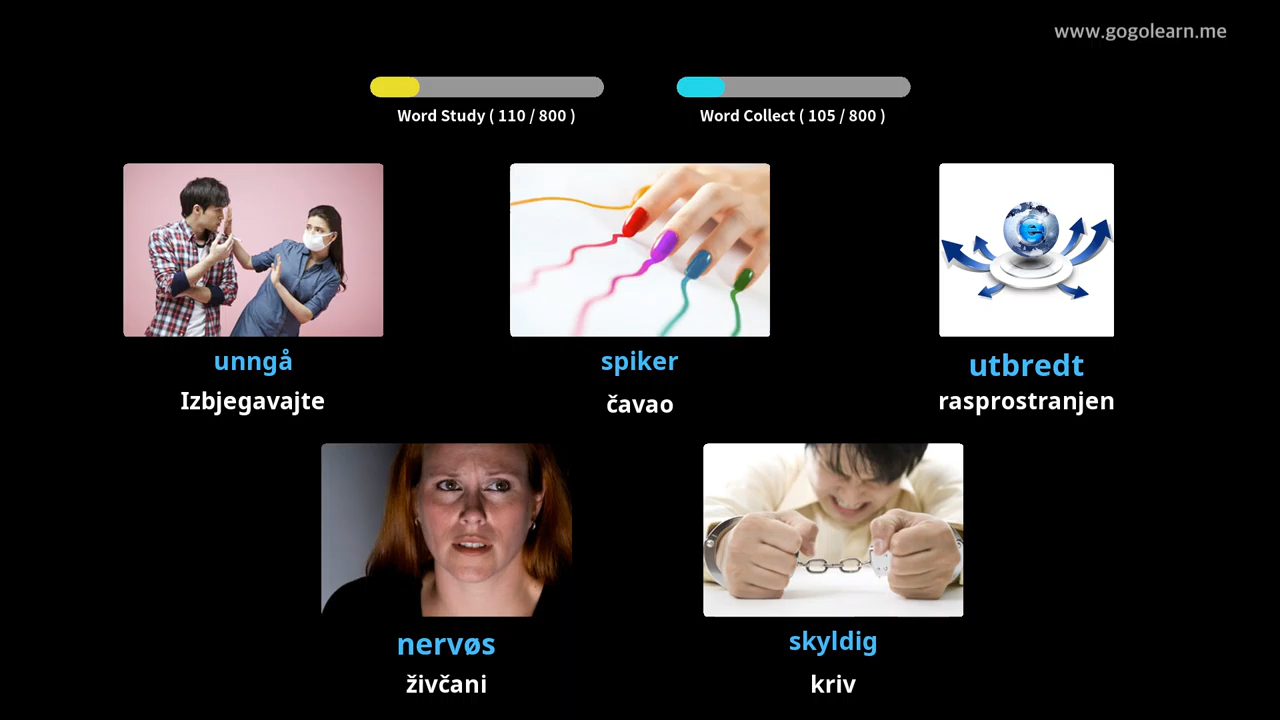 www.gogolearn.me
Word Study ( 110 / 800 )
Word Collect ( 105 / 800 )
unngå
spiker
utbredt
Izbjegavajte
čavao
rasprostranjen
nervøs
skyldig
živčani
kriv